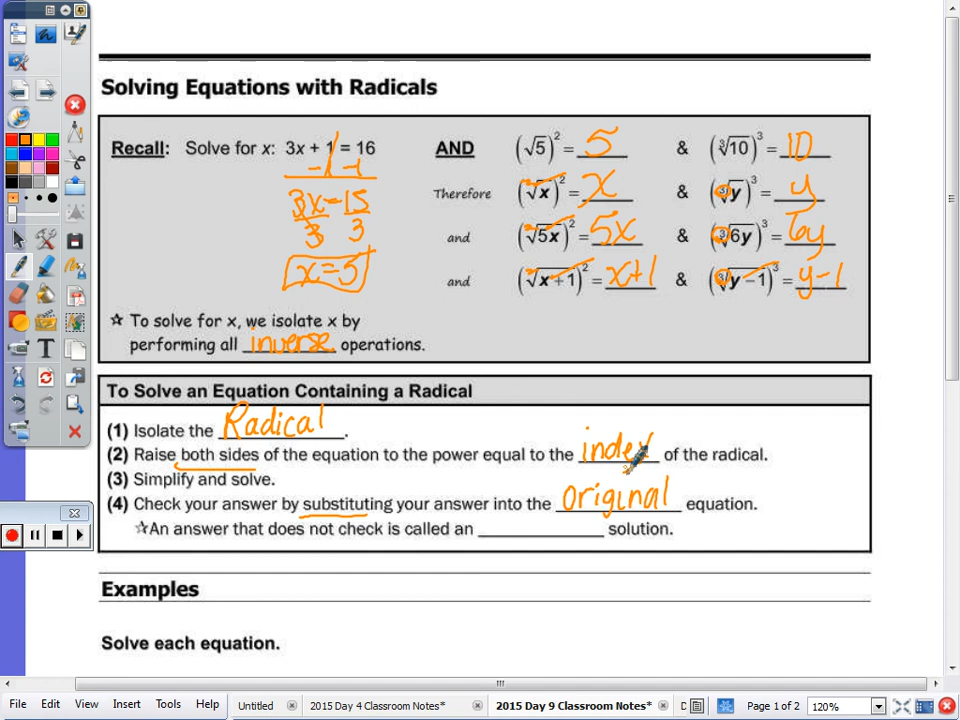 Solving Equations with Radicals
Recall: Solve for x: 3x + 1 = 16
-1 -1
3x = 15
3 3
x = 5
☆ To solve for x, we isolate x by
performing all inverse operations.
AND (√5)² = 5 & (∛10)³ = 10
Therefore (√x)² = x & (∛y)³ = y
and (√5x)² = 5x & (∛6y)³ = 6y
and (√x+1)² = x+1 & (∛y−1)³ = y-1
To Solve an Equation Containing a Radical
(1) Isolate the Radical.
(2) Raise both sides of the equation to the power equal to the index of the radical.
(3) Simplify and solve.
(4) Check your answer by substituting your answer into the original equation.
☆An answer that does not check is called an ____________ solution.
Examples
Solve each equation.
File Edit View Insert Tools Help Untitled 2015 Day 4 Classroom Notes* 2015 Day 9 Classroom Notes* D Page 1 of 2 120%